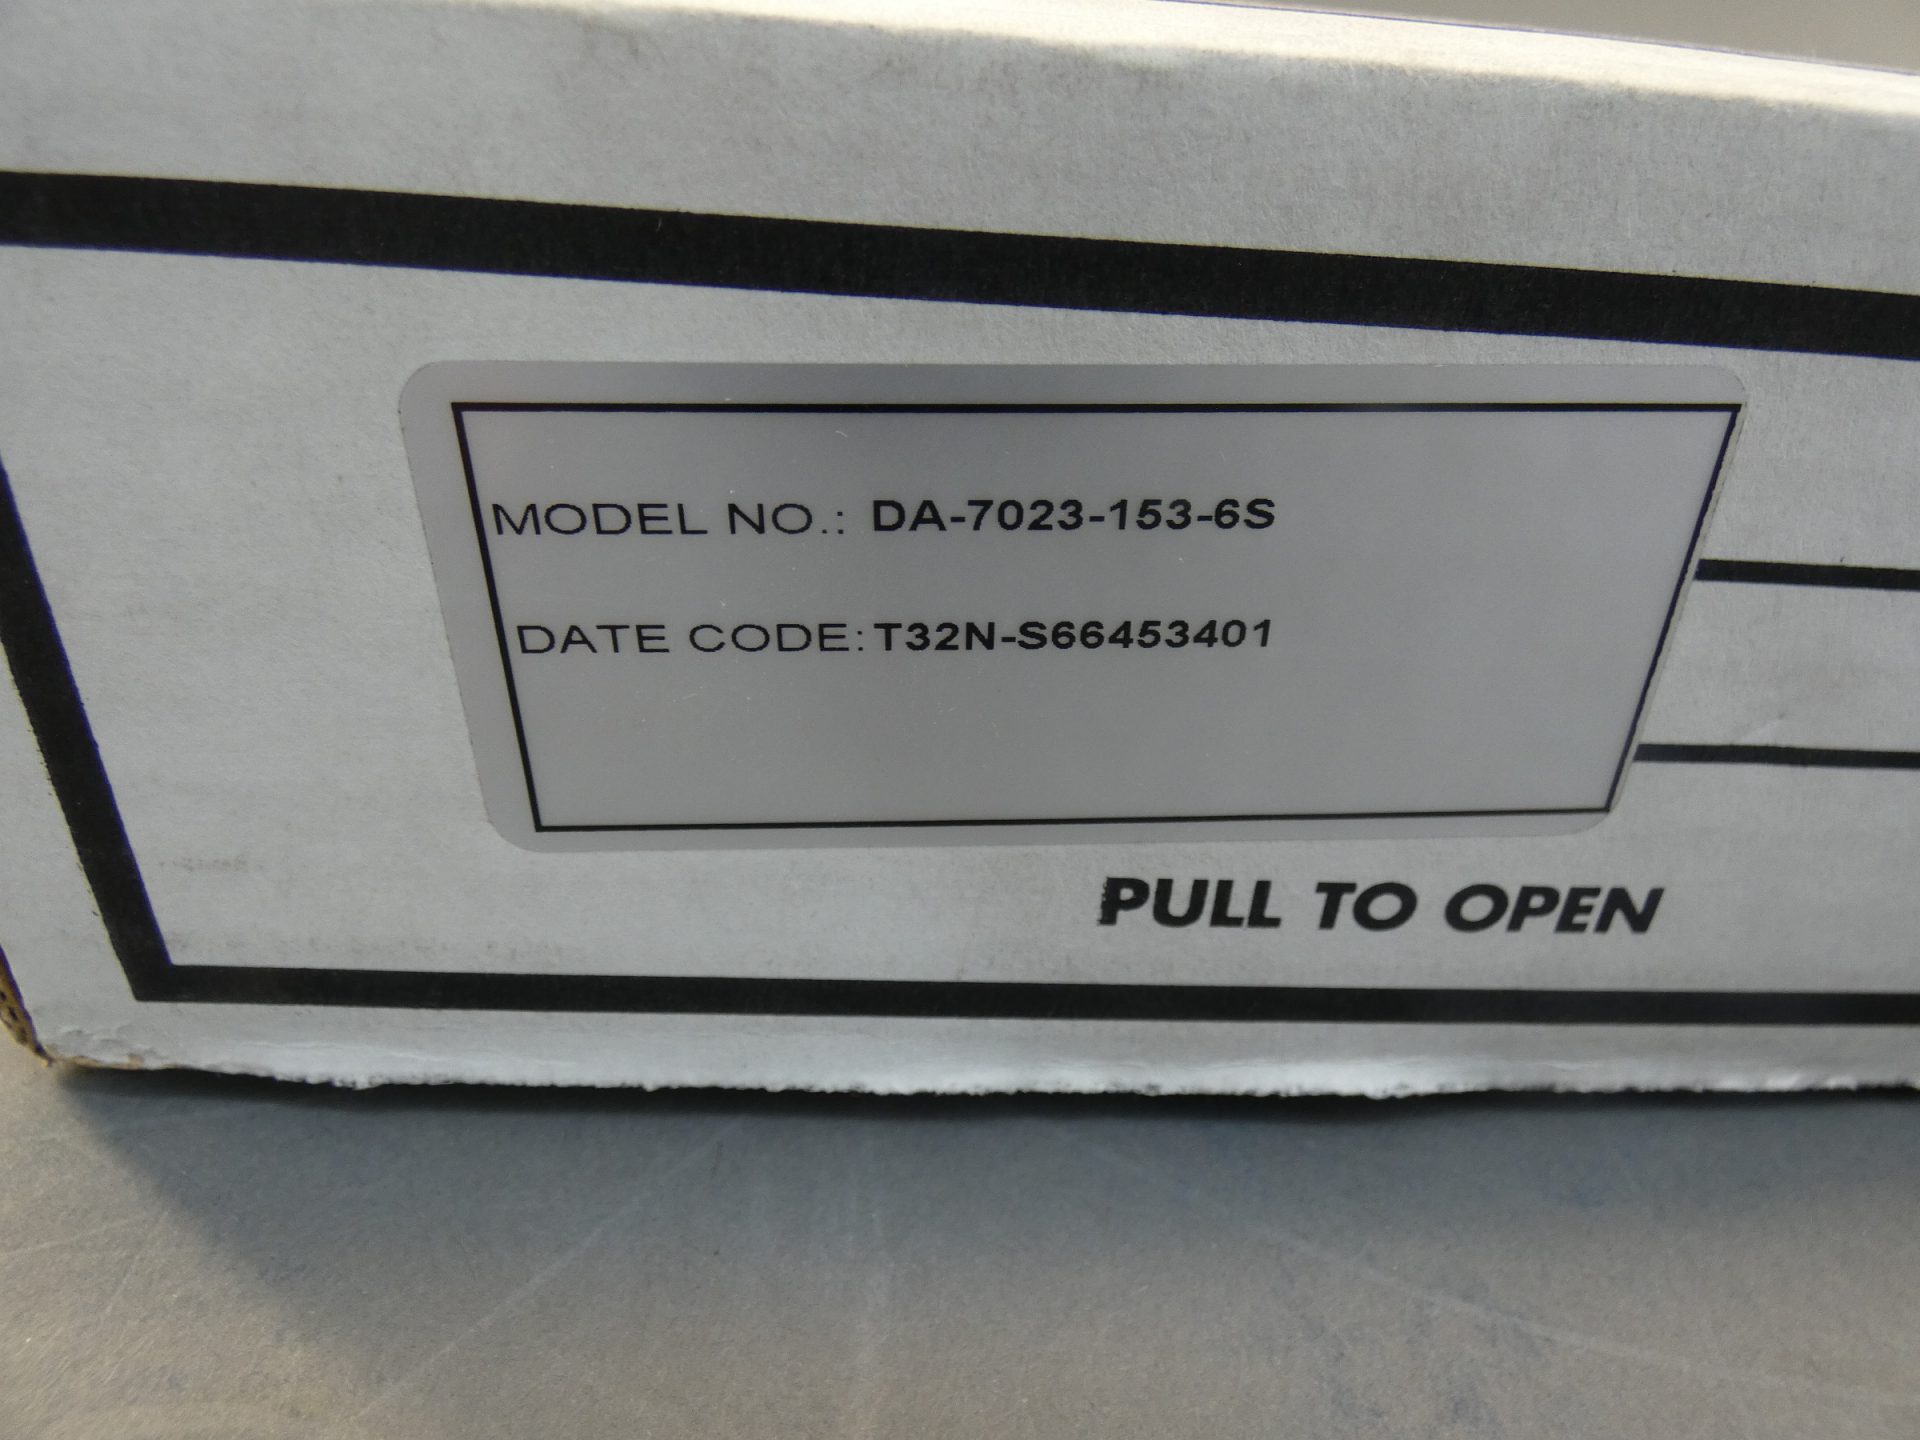 MODEL NO.: DA-7023-153-6S
DATE CODE: T32N-S66453401
PULL TO OPEN